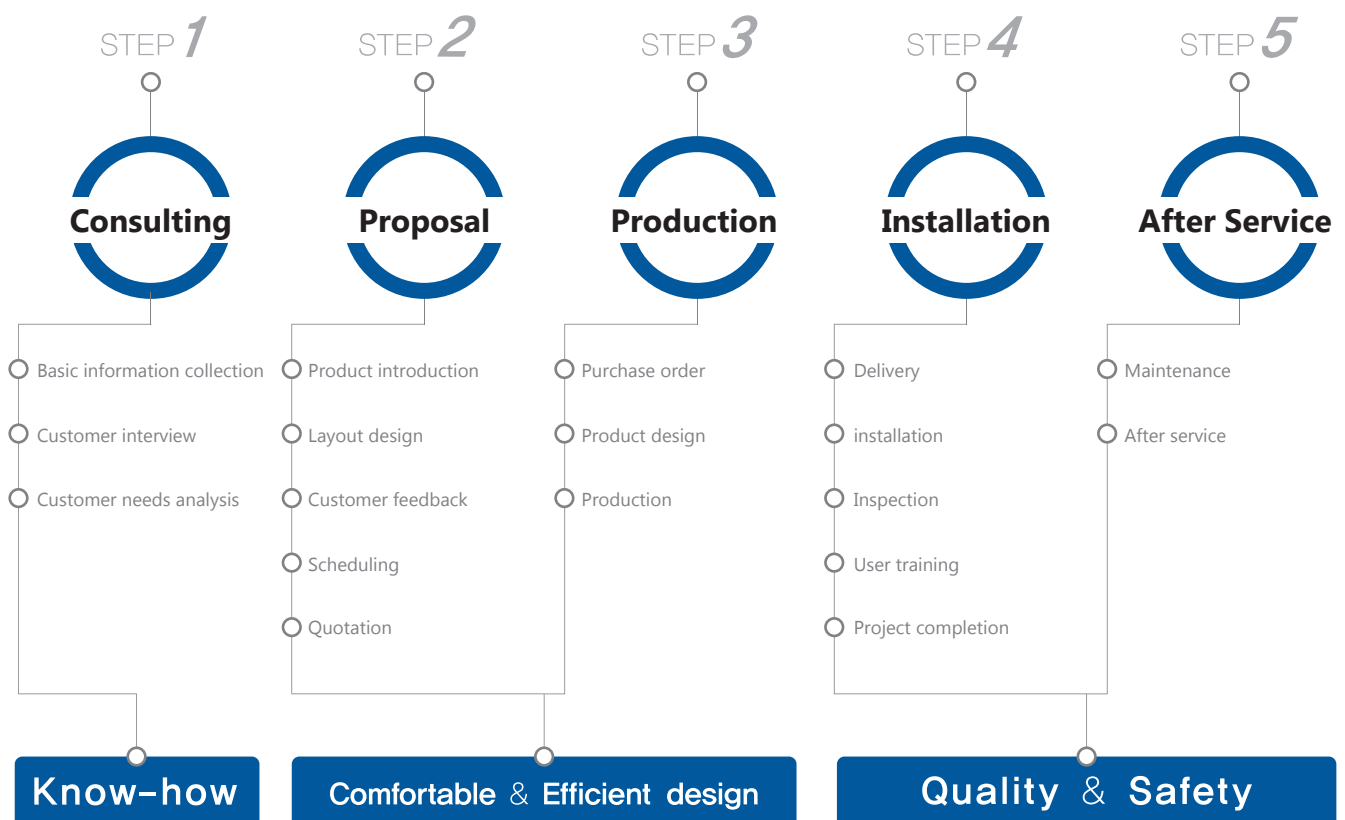 STEP 1
STEP 2
STEP 3
STEP 4
STEP 5
Consulting
Proposal
Production
Installation
After Service
Basic information collection
Customer interview
Customer needs analysis
Product introduction
Layout design
Customer feedback
Scheduling
Quotation
Purchase order
Product design
Production
Delivery
installation
Inspection
User training
Project completion
Maintenance
After service
Know-how
Comfortable & Efficient design
Quality & Safety